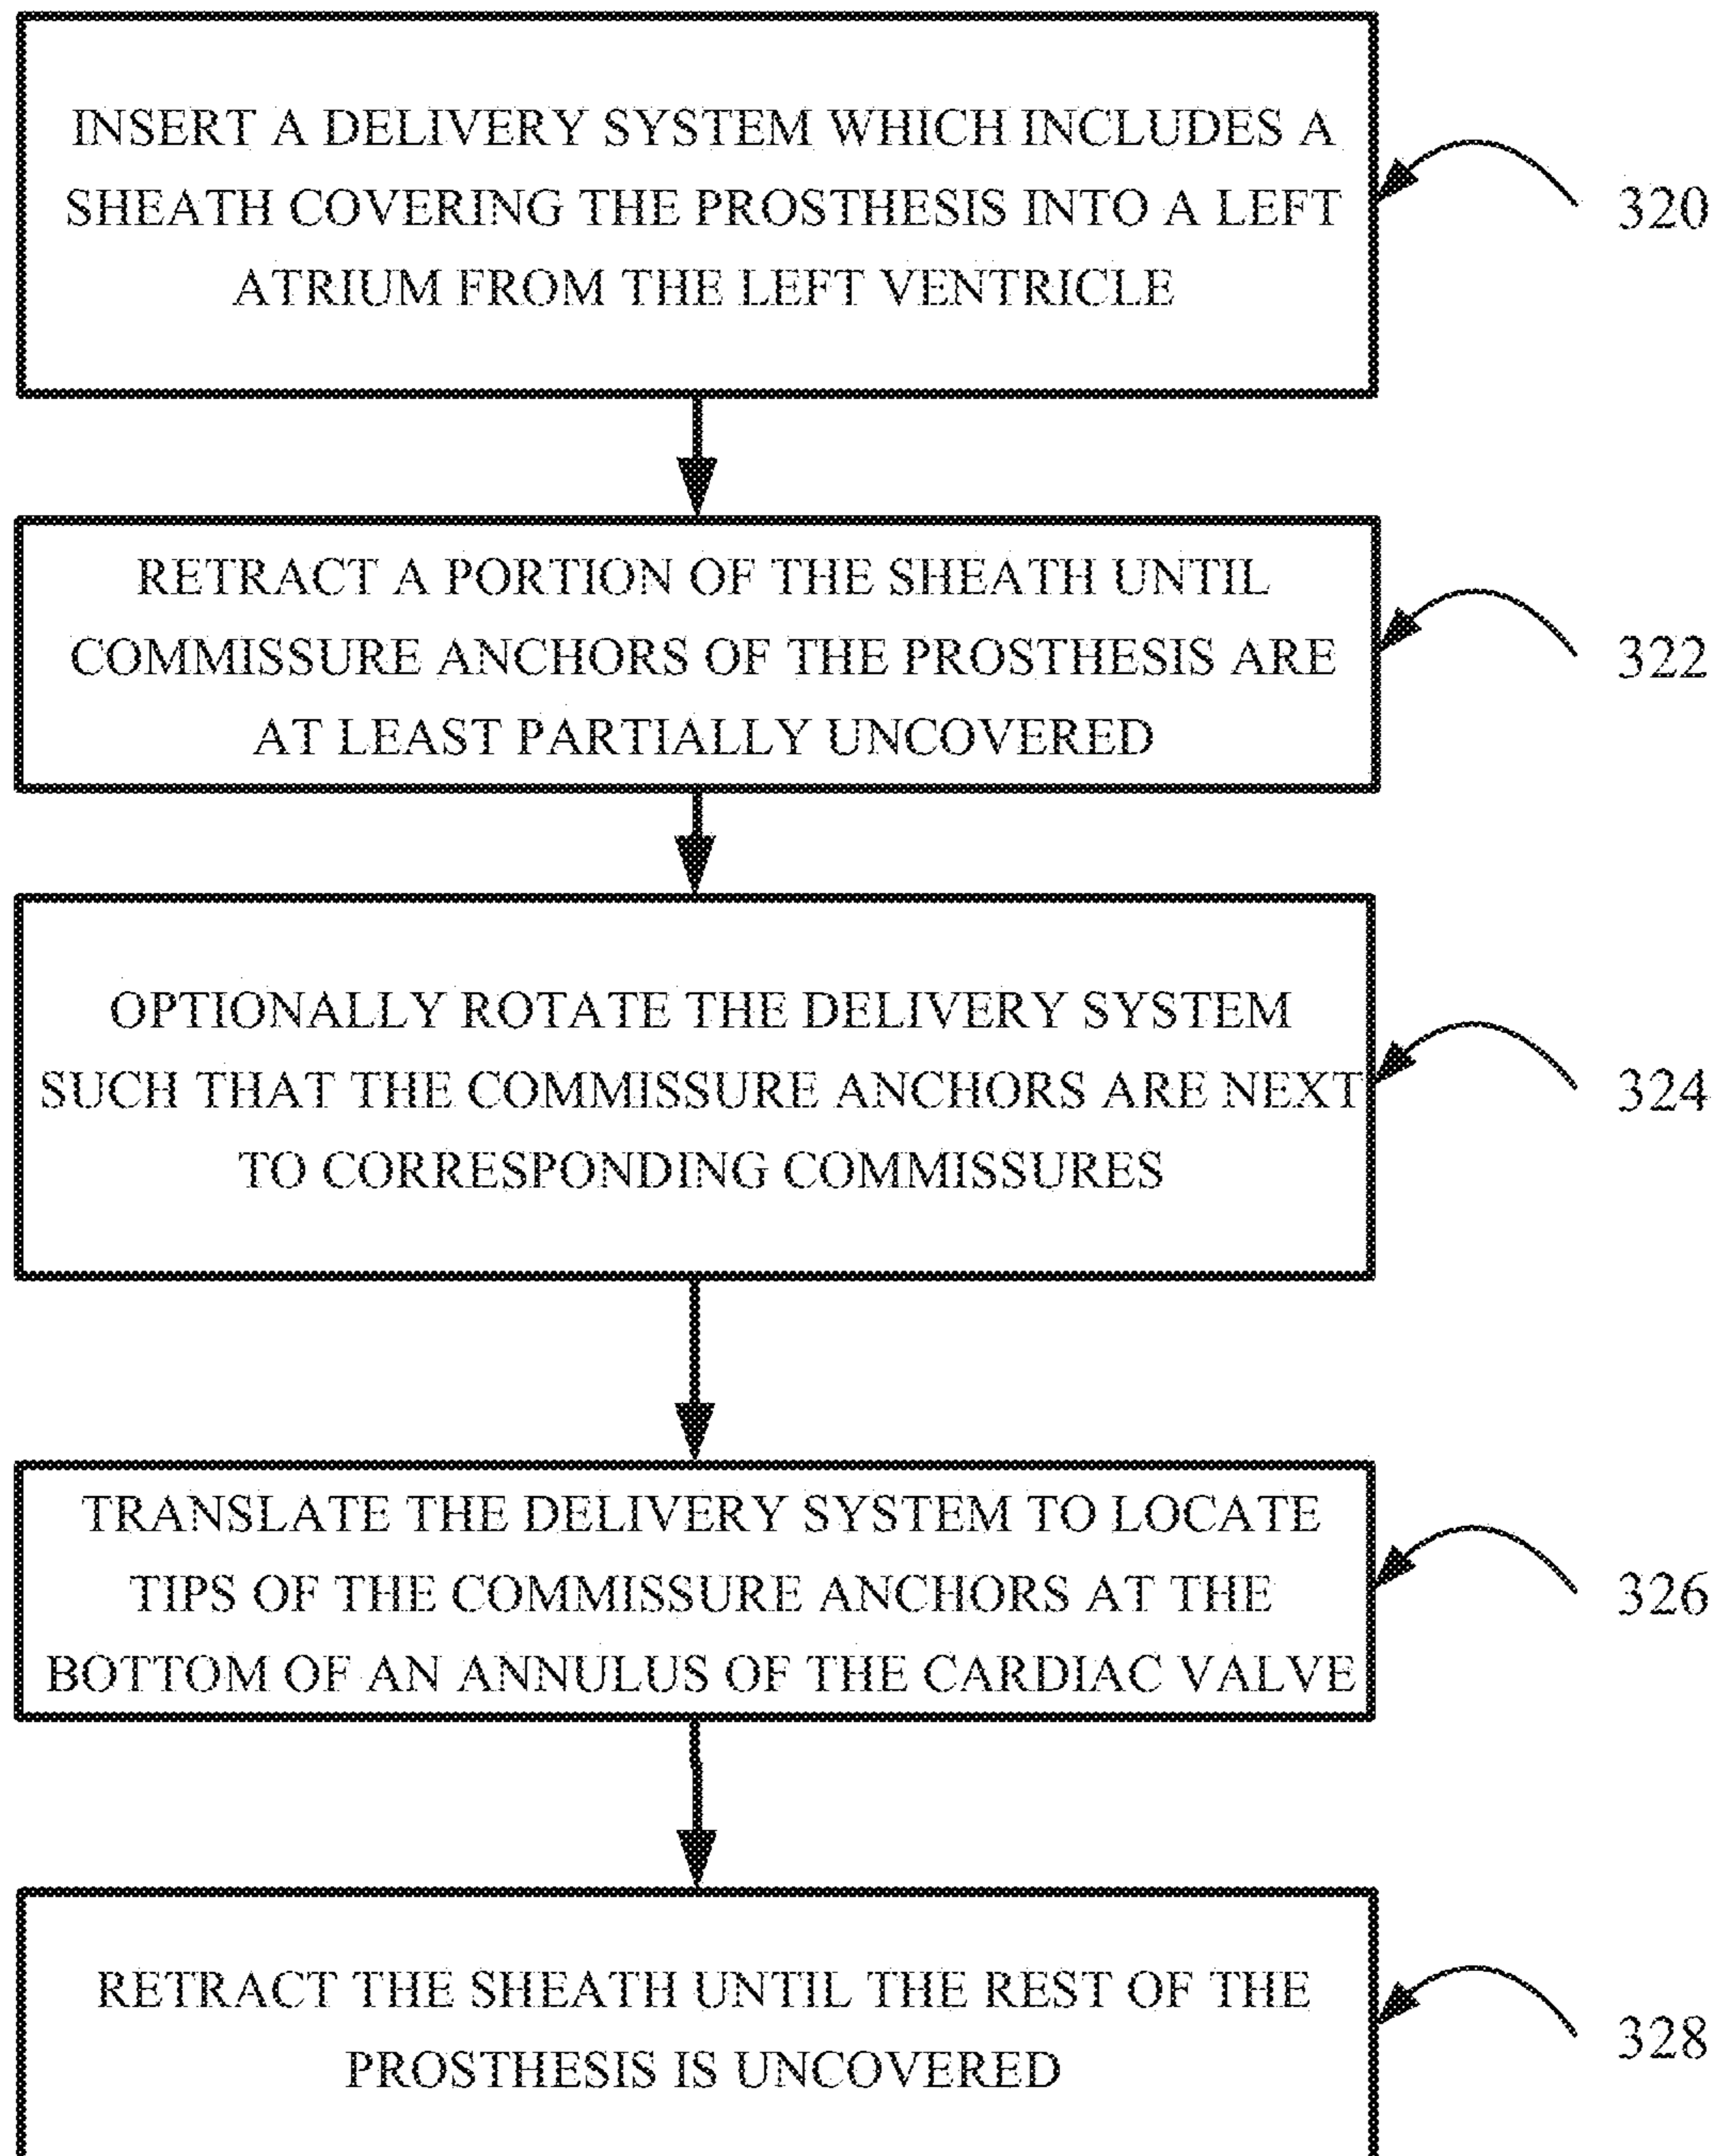 INSERT A DELIVERY SYSTEM WHICH INCLUDES A
SHEATH COVERING THE PROSTHESIS INTO A LEFT
ATRIUM FROM THE LEFT VENTRICLE
320
RETRACT A PORTION OF THE SHEATH UNTIL
COMMISSURE ANCHORS OF THE PROSTHESIS ARE
AT LEAST PARTIALLY UNCOVERED
322
OPTIONALLY ROTATE THE DELIVERY SYSTEM
SUCH THAT THE COMMISSURE ANCHORS ARE NEXT
TO CORRESPONDING COMMISSURES
324
TRANSLATE THE DELIVERY SYSTEM TO LOCATE
TIPS OF THE COMMISSURE ANCHORS AT THE
BOTTOM OF AN ANNULUS OF THE CARDIAC VALVE
326
RETRACT THE SHEATH UNTIL THE REST OF THE
PROSTHESIS IS UNCOVERED
328